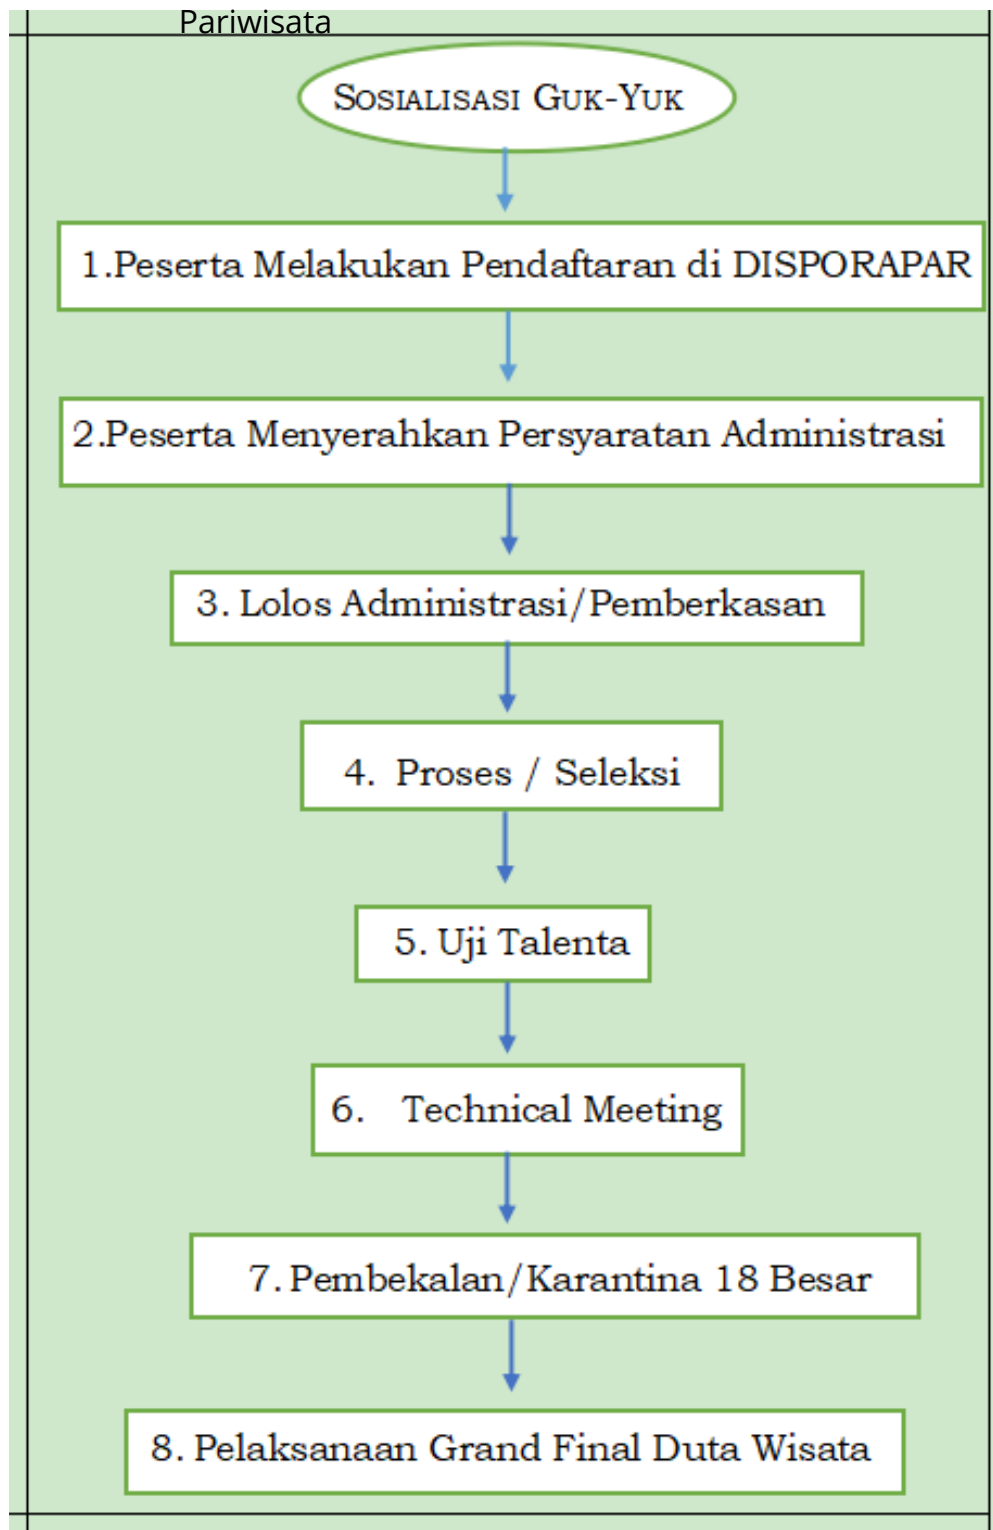 Pariwisata
SOSIALISASI GUK-YUK
1.Peserta Melakukan Pendaftaran di DISPORAPAR
2.Peserta Menyerahkan Persyaratan Administrasi
3. Lolos Administrasi/Pemberkasan
4. Proses / Seleksi
5. Uji Talenta
6. Technical Meeting
7. Pembekalan/Karantina 18 Besar
8. Pelaksanaan Grand Final Duta Wisata